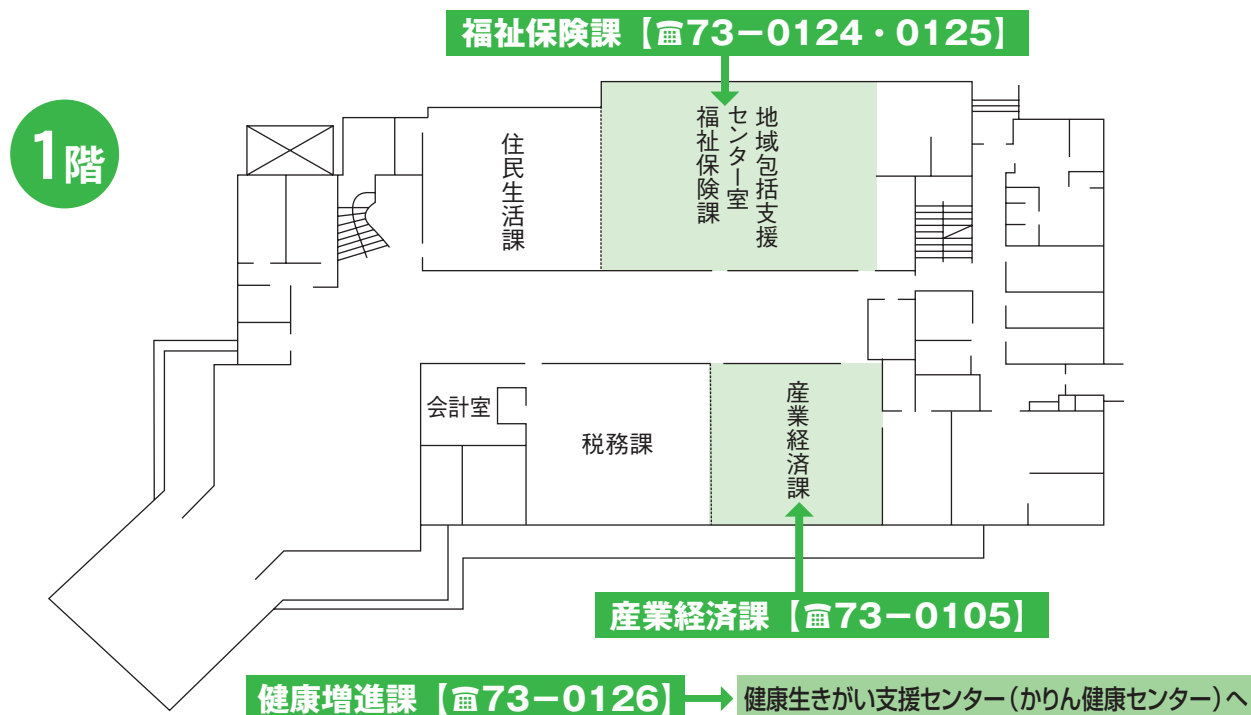 福祉保険課【☎73−0124・0125】
1階
住民生活課
地域包括支援
センター室
福祉保険課
会計室
税務課
産業経済課
産業経済課【☎73−0105】
健康増進課【☎73−0126】
健康生きがい支援センター（かりん健康センター）へ